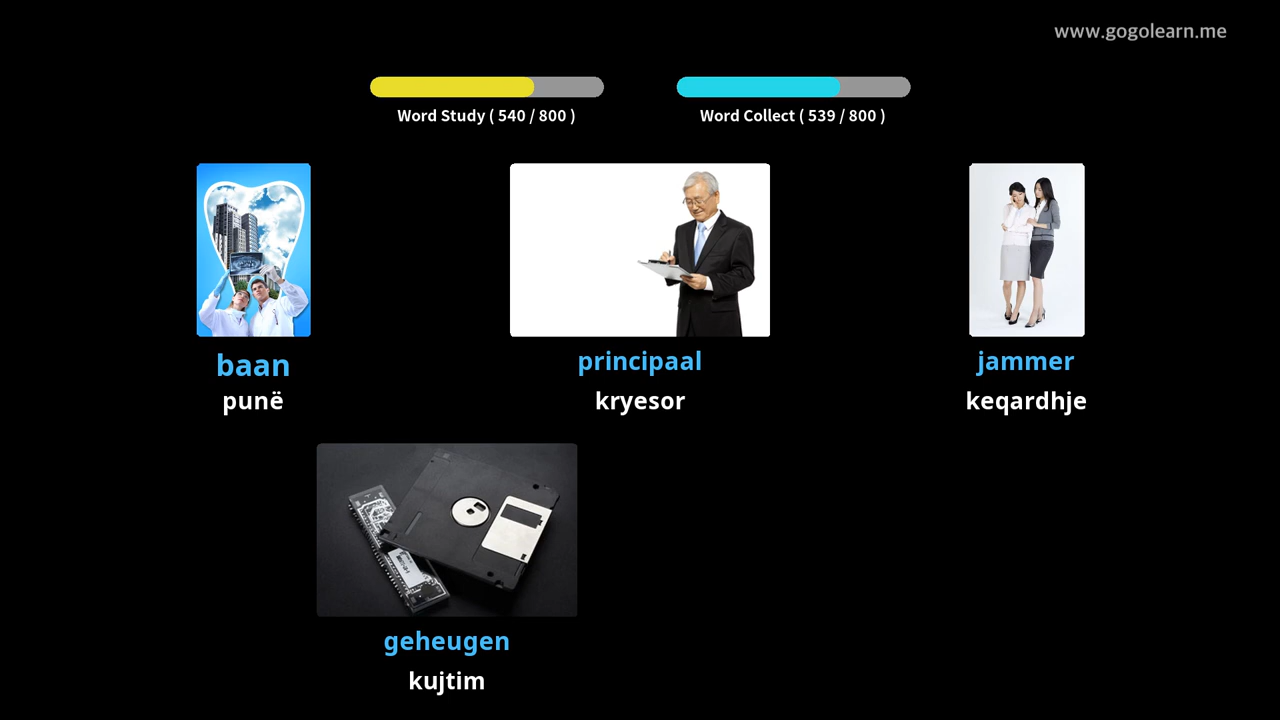 www.gogolearn.me
Word Study ( 540 / 800 )
Word Collect ( 539 / 800 )
baan
punë
principaal
kryesor
jammer
keqardhje
geheugen
kujtim